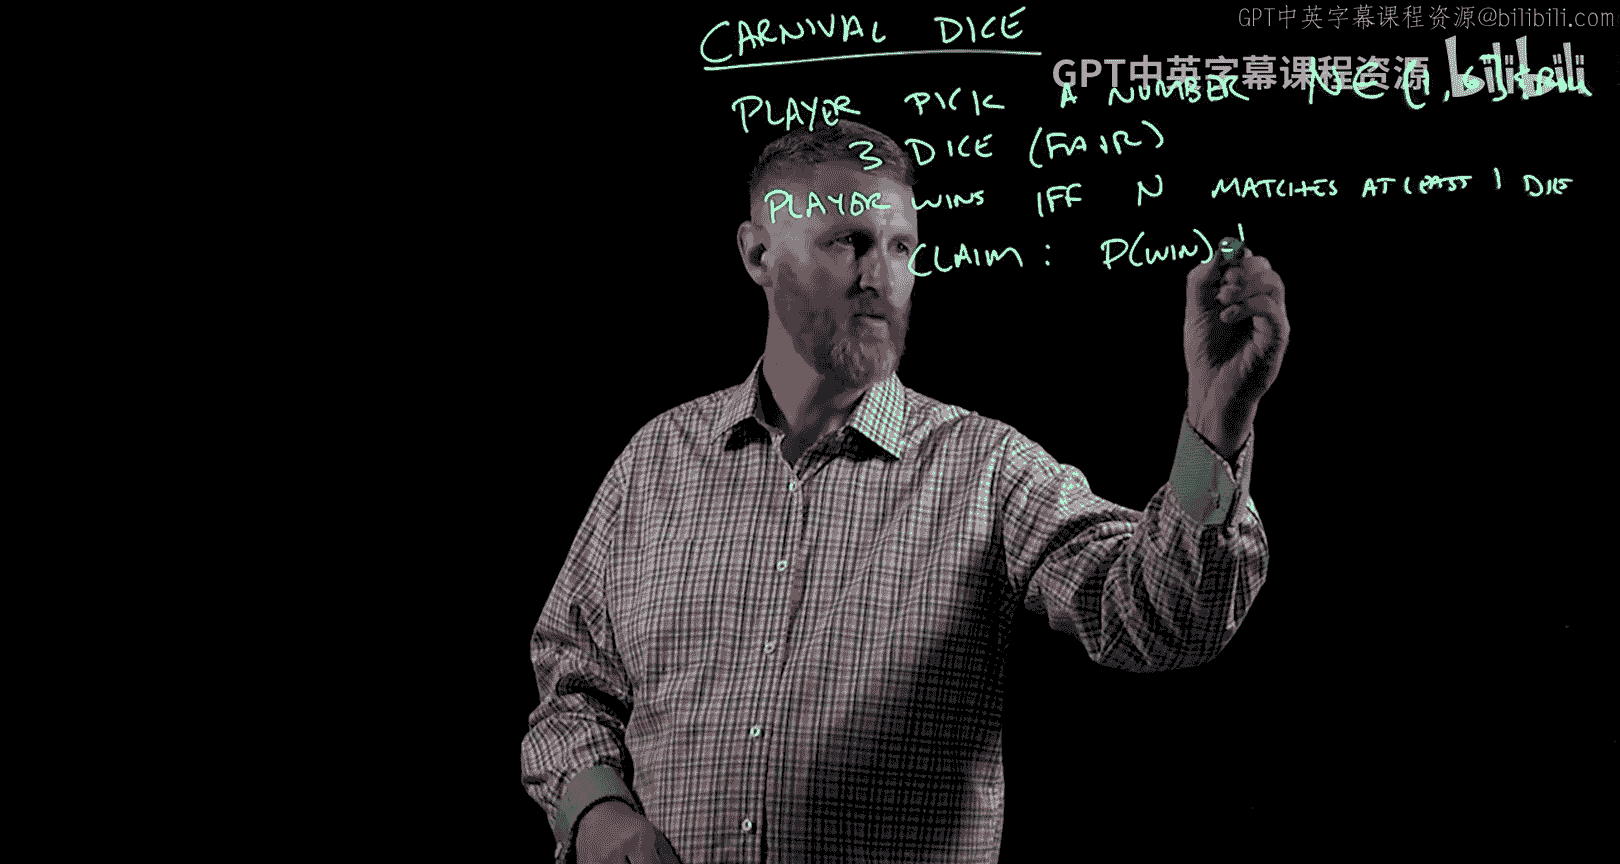 GPT中英字幕课程资源@bilibili.com
CARNIVAL DICE
GPT中英字幕课程资源 bilibili
PLAYER PICK A NUMBER N ∈ [1, 6]
3 DICE (FAIR)
PLAYER WINS IFF N MATCHES AT LEAST 1 DIE
CLAIM : P(WIN) =